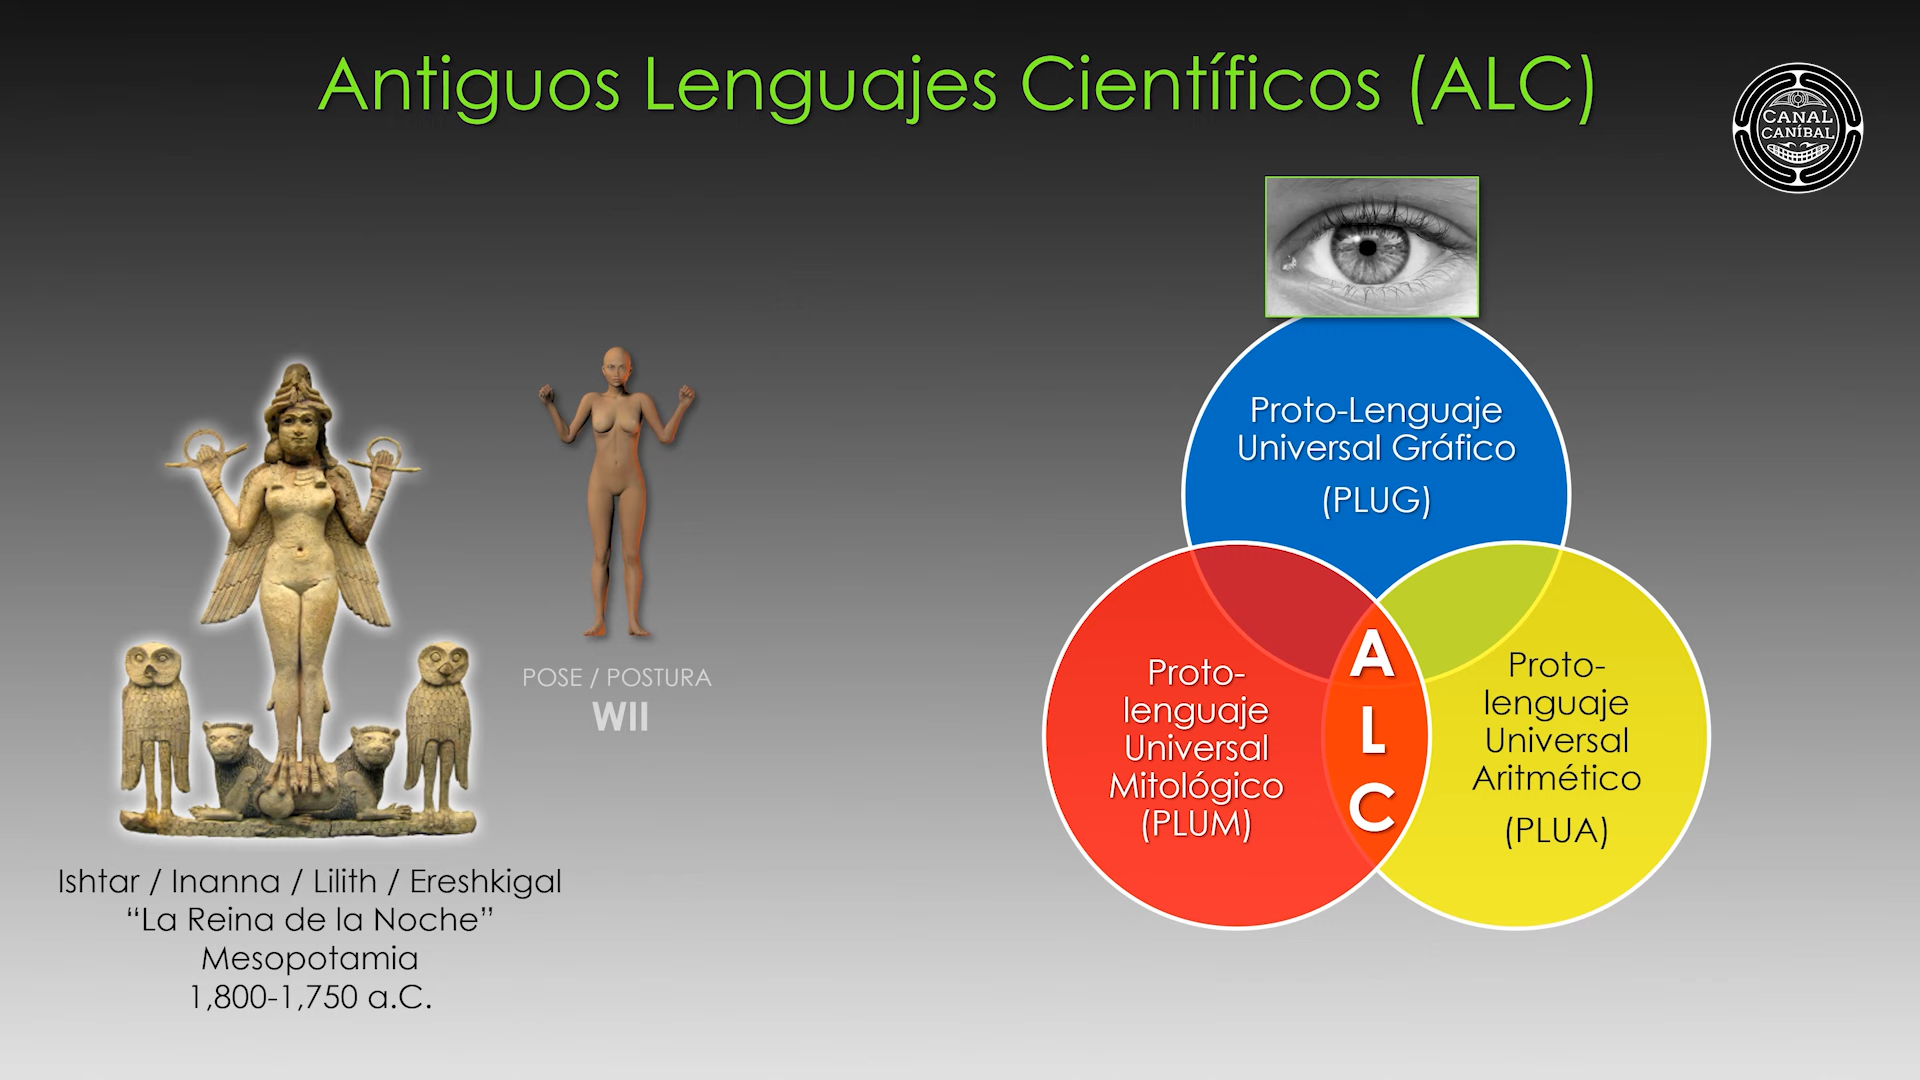 Antiguos Lenguajes Científicos (ALC)
CANAL
CANÍBAL
Proto-Lenguaje
Universal Gráfico
(PLUG)
Proto-
lenguaje
Universal
Mitológico
(PLUM)
A
L
C
Proto-
lenguaje
Universal
Aritmético
(PLUA)
POSE / POSTURA
WII
Ishtar / Inanna / Lilith / Ereshkigal
“La Reina de la Noche”
Mesopotamia
1,800-1,750 a.C.